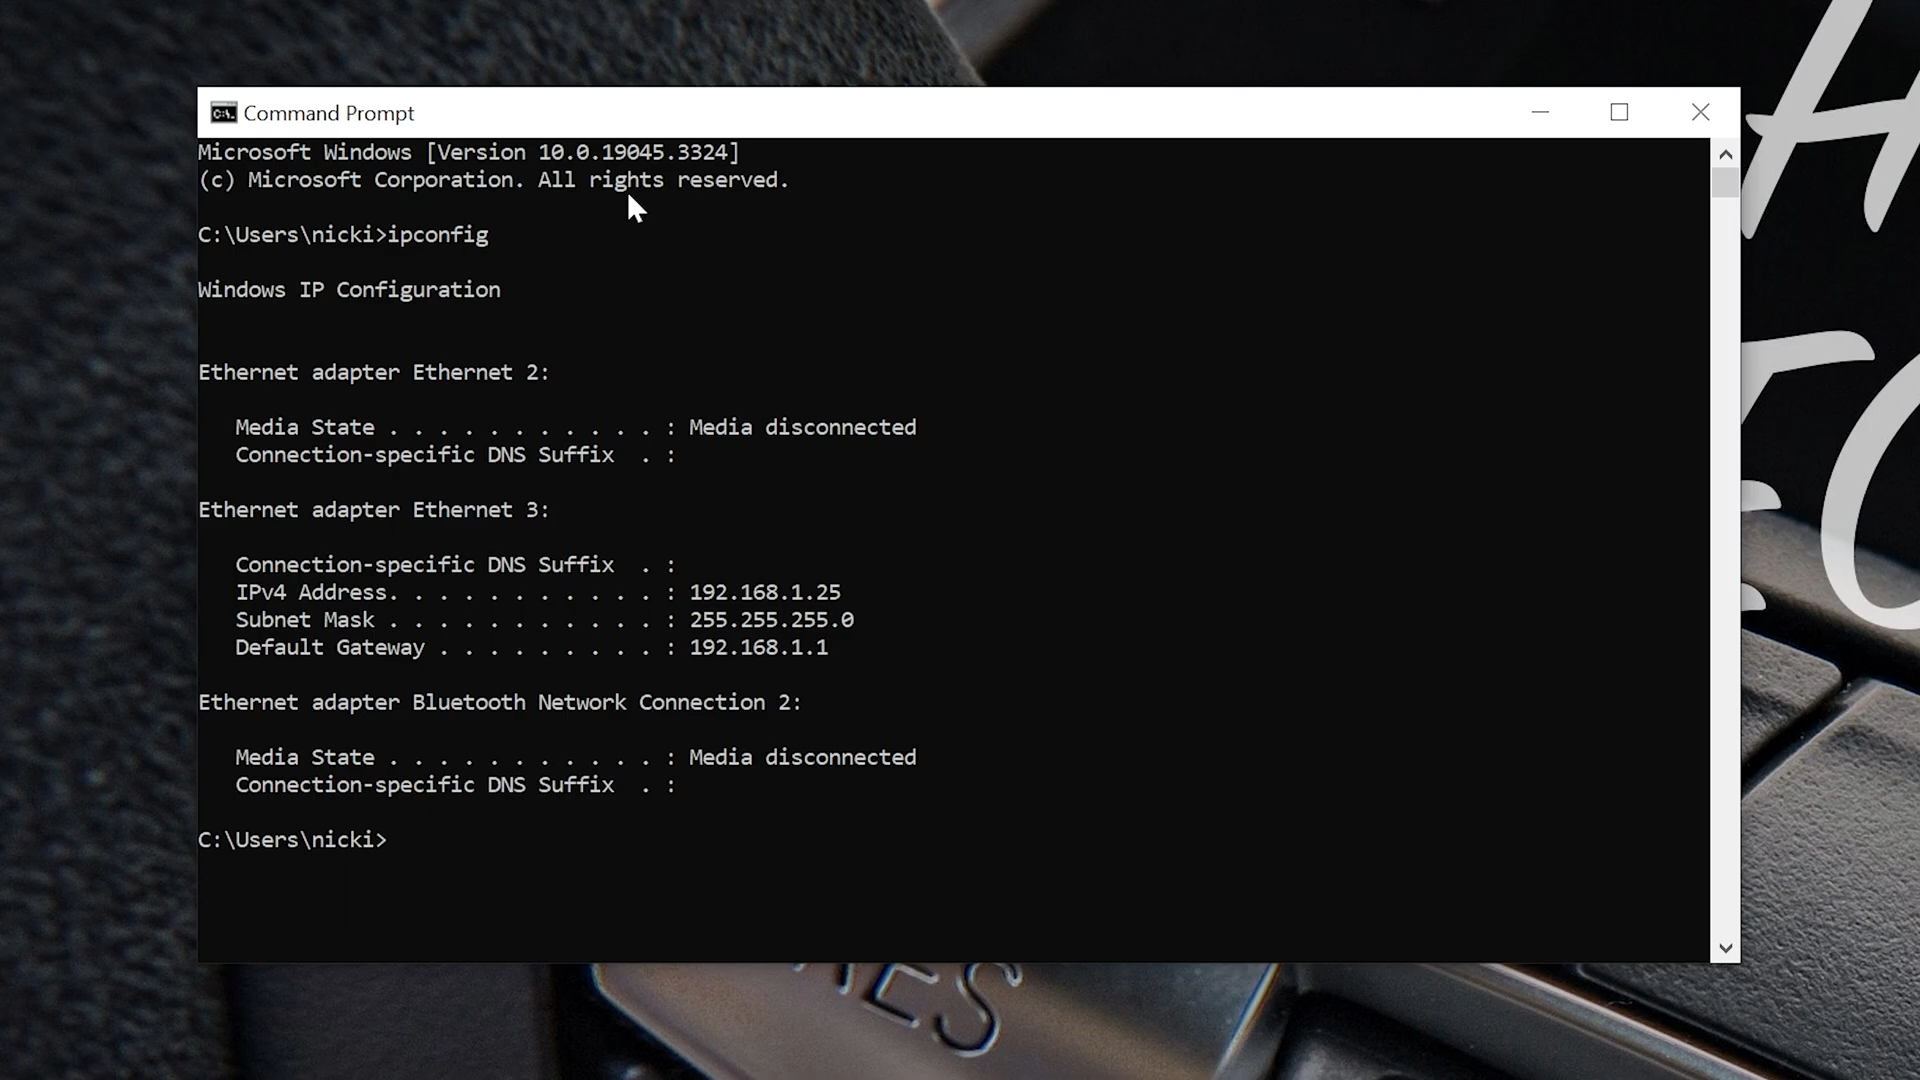 Command Prompt
Microsoft Windows [Version 10.0.19045.3324]
(c) Microsoft Corporation. All rights reserved.
C:\Users\nicki>ipconfig
Windows IP Configuration
Ethernet adapter Ethernet 2:
Media State . . . . . . . . . . . : Media disconnected
Connection-specific DNS Suffix  . :
Ethernet adapter Ethernet 3:
Connection-specific DNS Suffix  . :
IPv4 Address. . . . . . . . . . . : 192.168.1.25
Subnet Mask . . . . . . . . . . . : 255.255.255.0
Default Gateway . . . . . . . . . : 192.168.1.1
Ethernet adapter Bluetooth Network Connection 2:
Media State . . . . . . . . . . . : Media disconnected
Connection-specific DNS Suffix  . :
C:\Users\nicki>